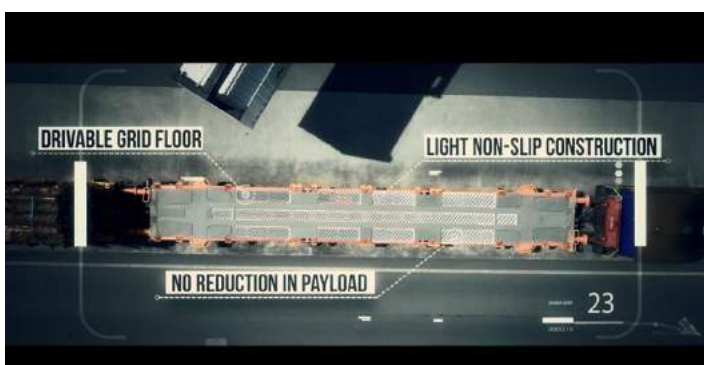 DRIVABLE GRID FLOOR
LIGHT NON-SLIP CONSTRUCTION
NO REDUCTION IN PAYLOAD
23